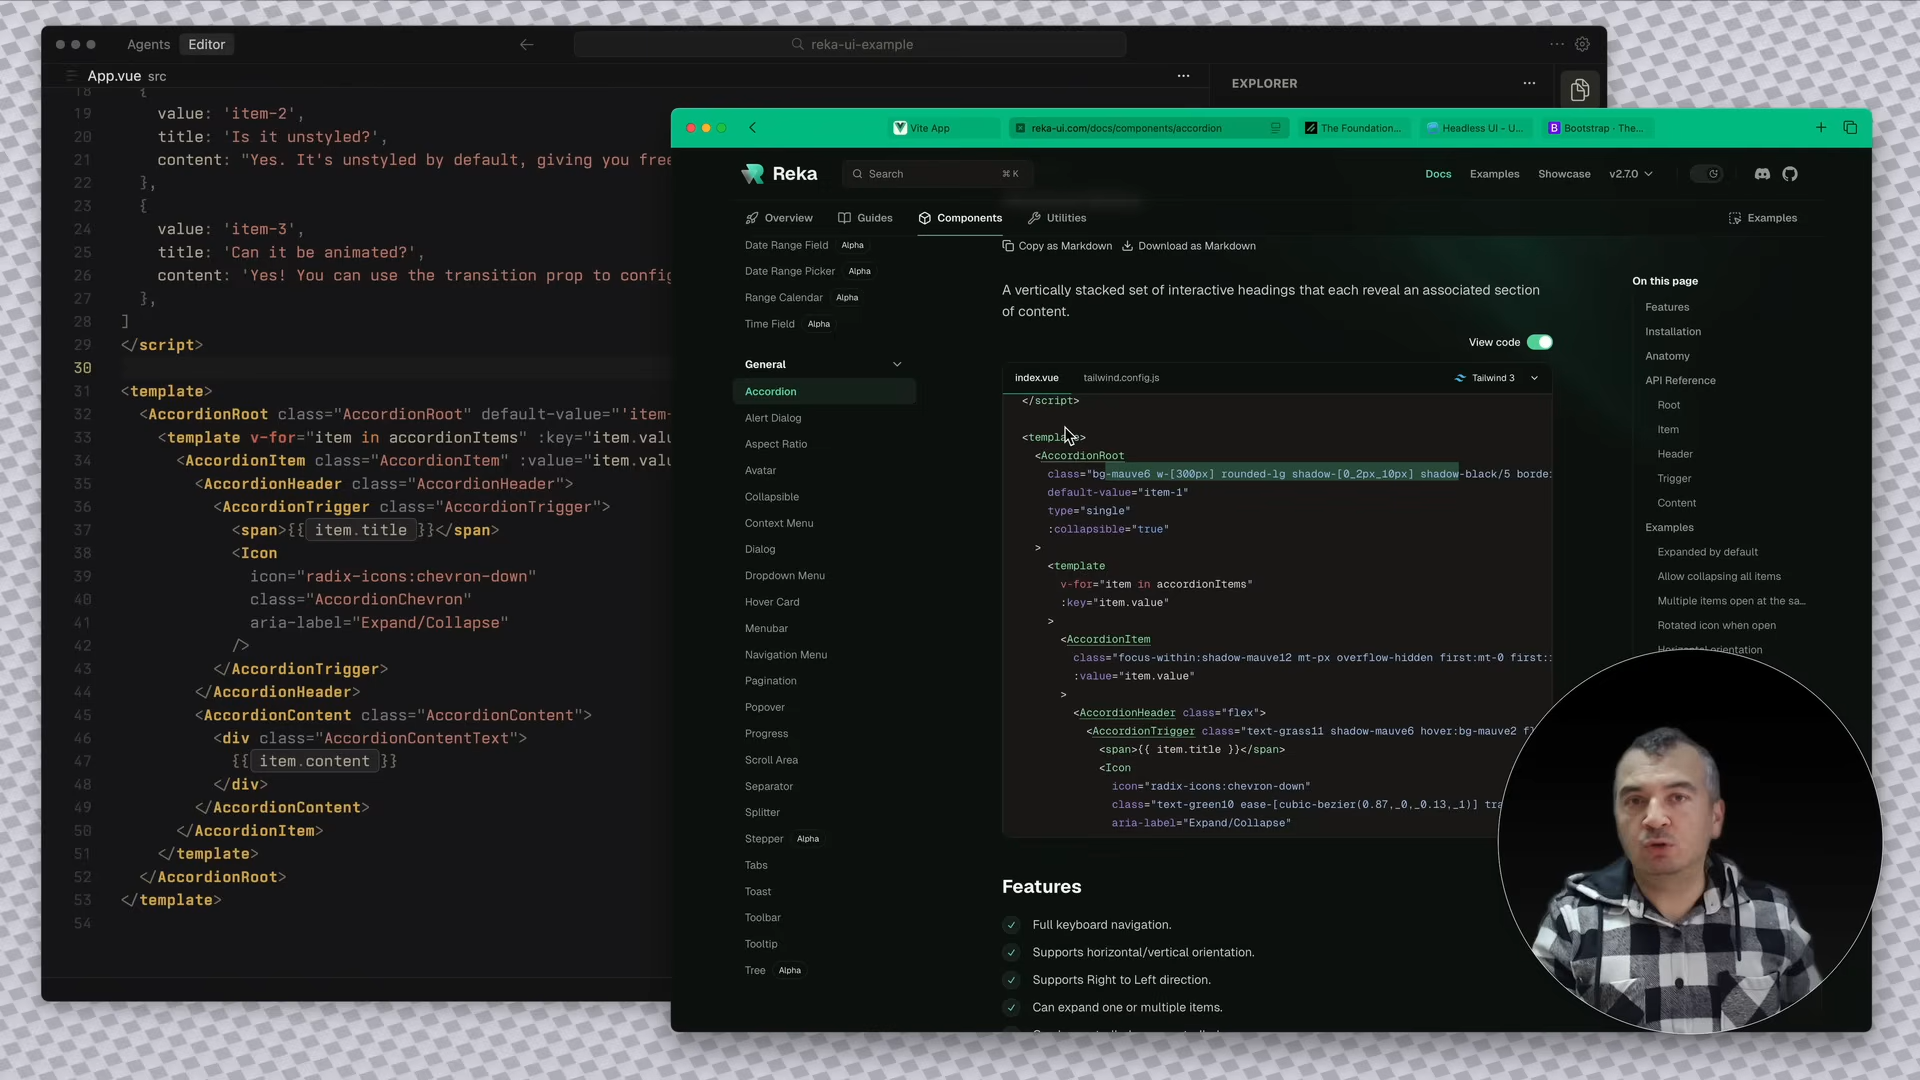 Agents
Editor
reka-ui-example
App.vue src
EXPLORER
18 {
19 value: 'item-2',
20 title: 'Is it unstyled?',
21 content: "Yes. It's unstyled by default, giving you free
22 },
23 {
24 value: 'item-3',
25 title: 'Can it be animated?',
26 content: 'Yes! You can use the transition prop to config
27 },
28 ]
29 </script>
30
31 <template>
32 <AccordionRoot class="AccordionRoot" default-value="'item-
33 <template v-for="item in accordionItems" :key="item.valu
34 <AccordionItem class="AccordionItem" :value="item.valu
35 <AccordionHeader class="AccordionHeader">
36 <AccordionTrigger class="AccordionTrigger">
37 <span>{{ item.title }}</span>
38 <Icon
39 icon="radix-icons:chevron-down"
40 class="AccordionChevron"
41 aria-label="Expand/Collapse"
42 />
43 </AccordionTrigger>
44 </AccordionHeader>
45 <AccordionContent class="AccordionContent">
46 <div class="AccordionContentText">
47 {{ item.content }}
48 </div>
49 </AccordionContent>
50 </AccordionItem>
51 </template>
52 </AccordionRoot>
53 </template>
54
Vite App
reka-ui.com/docs/components/accordion
The Foundation...
Headless UI - U...
Bootstrap · The...
Reka
Search ⌘ K
Docs
Examples
Showcase
v2.7.0
Overview
Guides
Components
Utilities
Examples
Date Range Field Alpha
Date Range Picker Alpha
Range Calendar Alpha
Time Field Alpha
General
Accordion
Alert Dialog
Aspect Ratio
Avatar
Collapsible
Context Menu
Dialog
Dropdown Menu
Hover Card
Menubar
Navigation Menu
Pagination
Popover
Progress
Scroll Area
Separator
Splitter
Stepper Alpha
Tabs
Toast
Toolbar
Tooltip
Tree Alpha
Copy as Markdown
Download as Markdown
A vertically stacked set of interactive headings that each reveal an associated section
of content.
View code
index.vue
tailwind.config.js
Tailwind 3
</script>
<template>
<AccordionRoot
class="bg-mauve6 w-[300px] rounded-lg shadow-[0_2px_10px] shadow-black/5 borde
default-value="item-1"
type="single"
:collapsible="true"
>
<template
v-for="item in accordionItems"
:key="item.value"
>
<AccordionItem
class="focus-within:shadow-mauve12 mt-px overflow-hidden first:mt-0 first:
:value="item.value"
>
<AccordionHeader class="flex">
<AccordionTrigger class="text-grass11 shadow-mauve6 hover:bg-mauve2 fl
<span>{{ item.title }}</span>
<Icon
icon="radix-icons:chevron-down"
class="text-green10 ease-[cubic-bezier(0.87,_0,_0.13,_1)] tra
aria-label="Expand/Collapse"
Features
Full keyboard navigation.
Supports horizontal/vertical orientation.
Supports Right to Left direction.
Can expand one or multiple items.
On this page
Features
Installation
Anatomy
API Reference
Root
Item
Header
Trigger
Content
Examples
Expanded by default
Allow collapsing all items
Multiple items open at the sa...
Rotated icon when open
Horizontal orientation